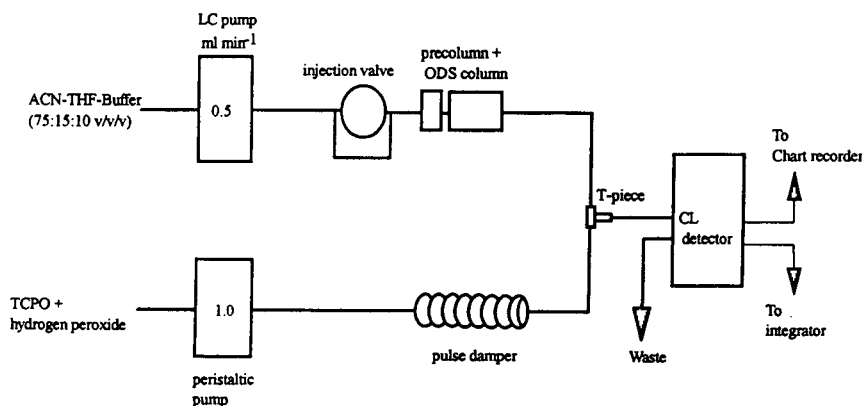 LC pump
ml min-1
0.5
injection valve
precolumn +
ODS column
ACN-THF-Buffer
(75:15:10 v/v/v)
To
Chart recorder
T-piece
CL
detector
TCPO +
hydrogen peroxide
1.0
pulse damper
peristaltic
pump
Waste
To
integrator